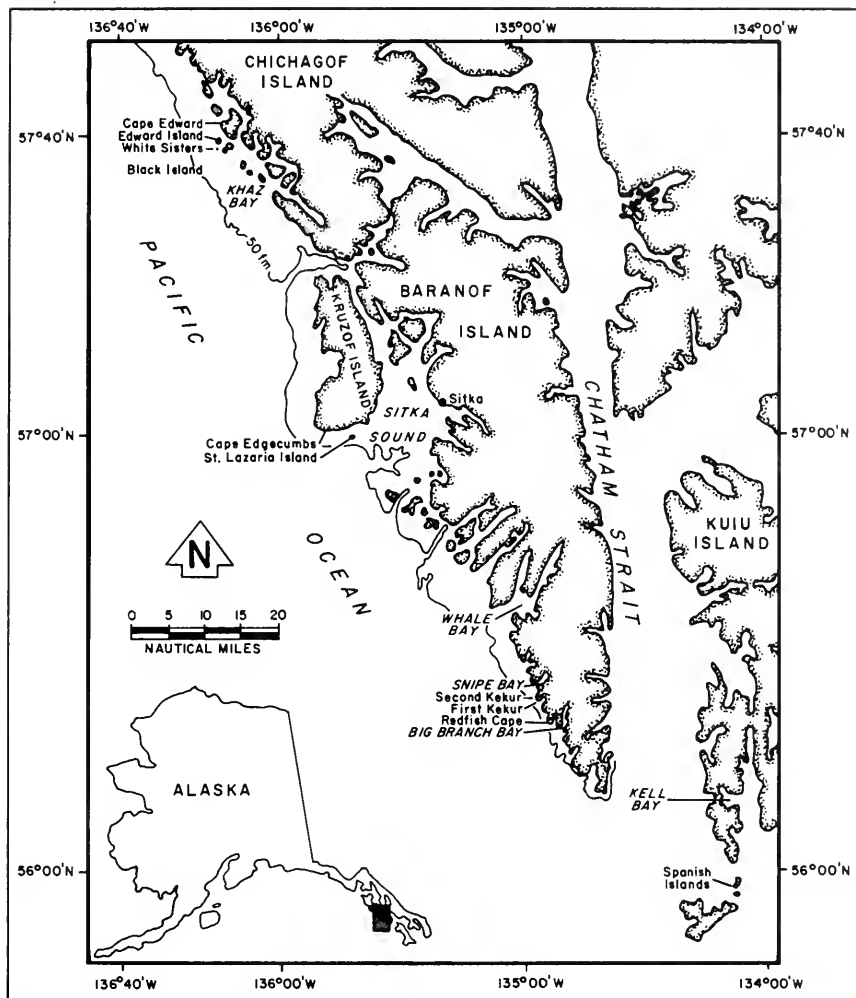 136°40'W 136°00'W 135°00'W 134°00'W
CHICHAGOF
ISLAND
57°40'N
57°40'N
Cape Edward
Edward Island
White Sisters
Black Island
KHAZ
BAY
50 fm
PACIFIC
BARANOF
ISLAND
KRUZOF ISLAND
Sitka
SITKA
SOUND
CHATHAM STRAIT
57°00'N
57°00'N
Cape Edgecumbs
St. Lazaria Island
KUIU
ISLAND
OCEAN
N
0 5 10 15 20
NAUTICAL MILES
WHALE
BAY
SNIPE BAY
Second Kekur
First Kekur
Redfish Cape
BIG BRANCH BAY
ALASKA
KELL
BAY
56°00'N
56°00'N
Spanish
Islands
136°40'W 136°00'W 135°00'W 134°00'W